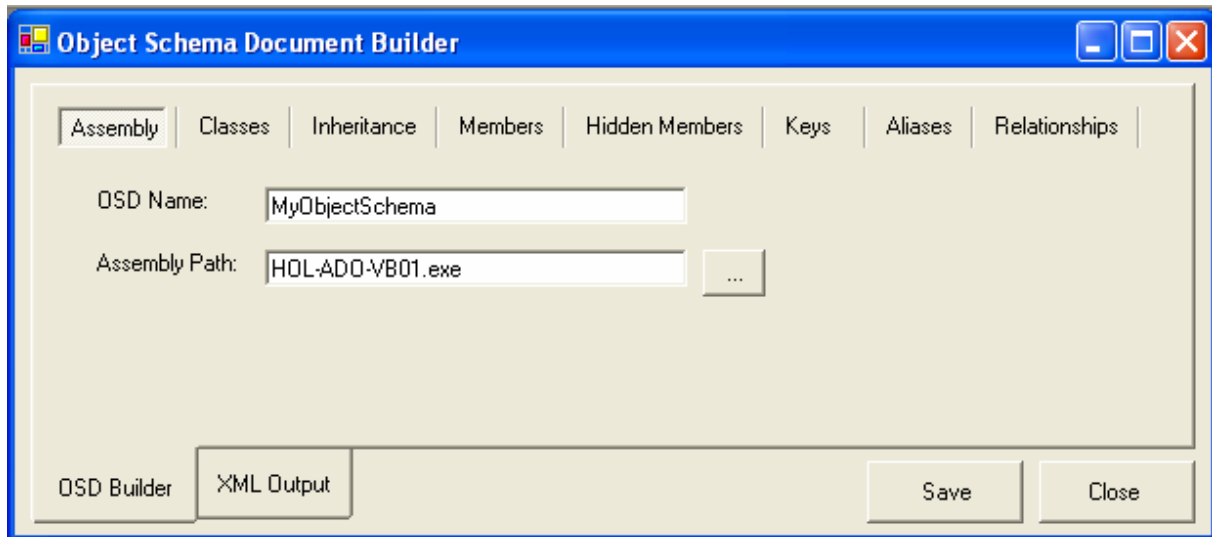 Object Schema Document Builder
Assembly Classes Inheritance Members Hidden Members Keys Aliases Relationships
OSD Name: MyObjectSchema
Assembly Path: HOL-ADO-VB01.exe ...
OSD Builder XML Output Save Close